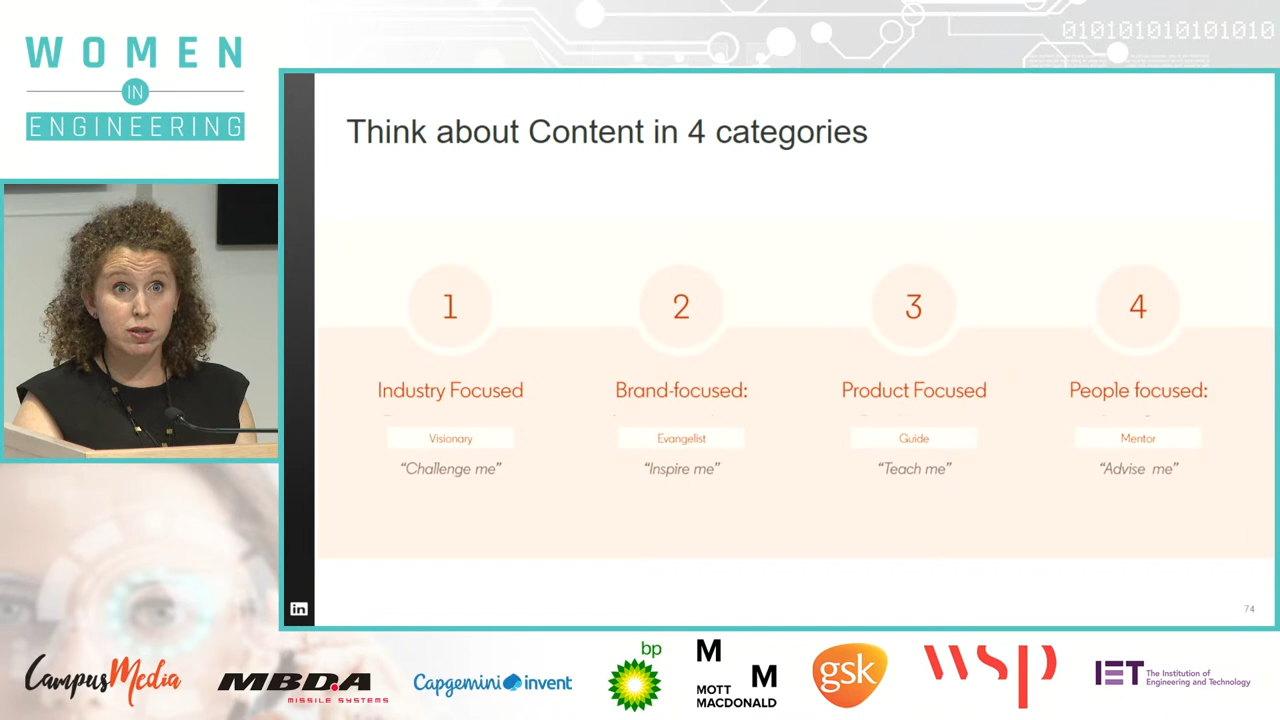 WOMEN
IN
ENGINEERING
010101010101010
Think about Content in 4 categories
1
2
3
4
Industry Focused
Brand-focused:
Product Focused
People focused:
Visionary
Evangelist
Guide
Mentor
“Challenge me”
“Inspire me”
“Teach me”
“Advise me”
in
74
CampusMedia
MBDA
MISSILE SYSTEMS
Capgemini invent
bp
M
M
MOTT
MACDONALD
gsk
wsp
IET
The Institution of
Engineering and Technology